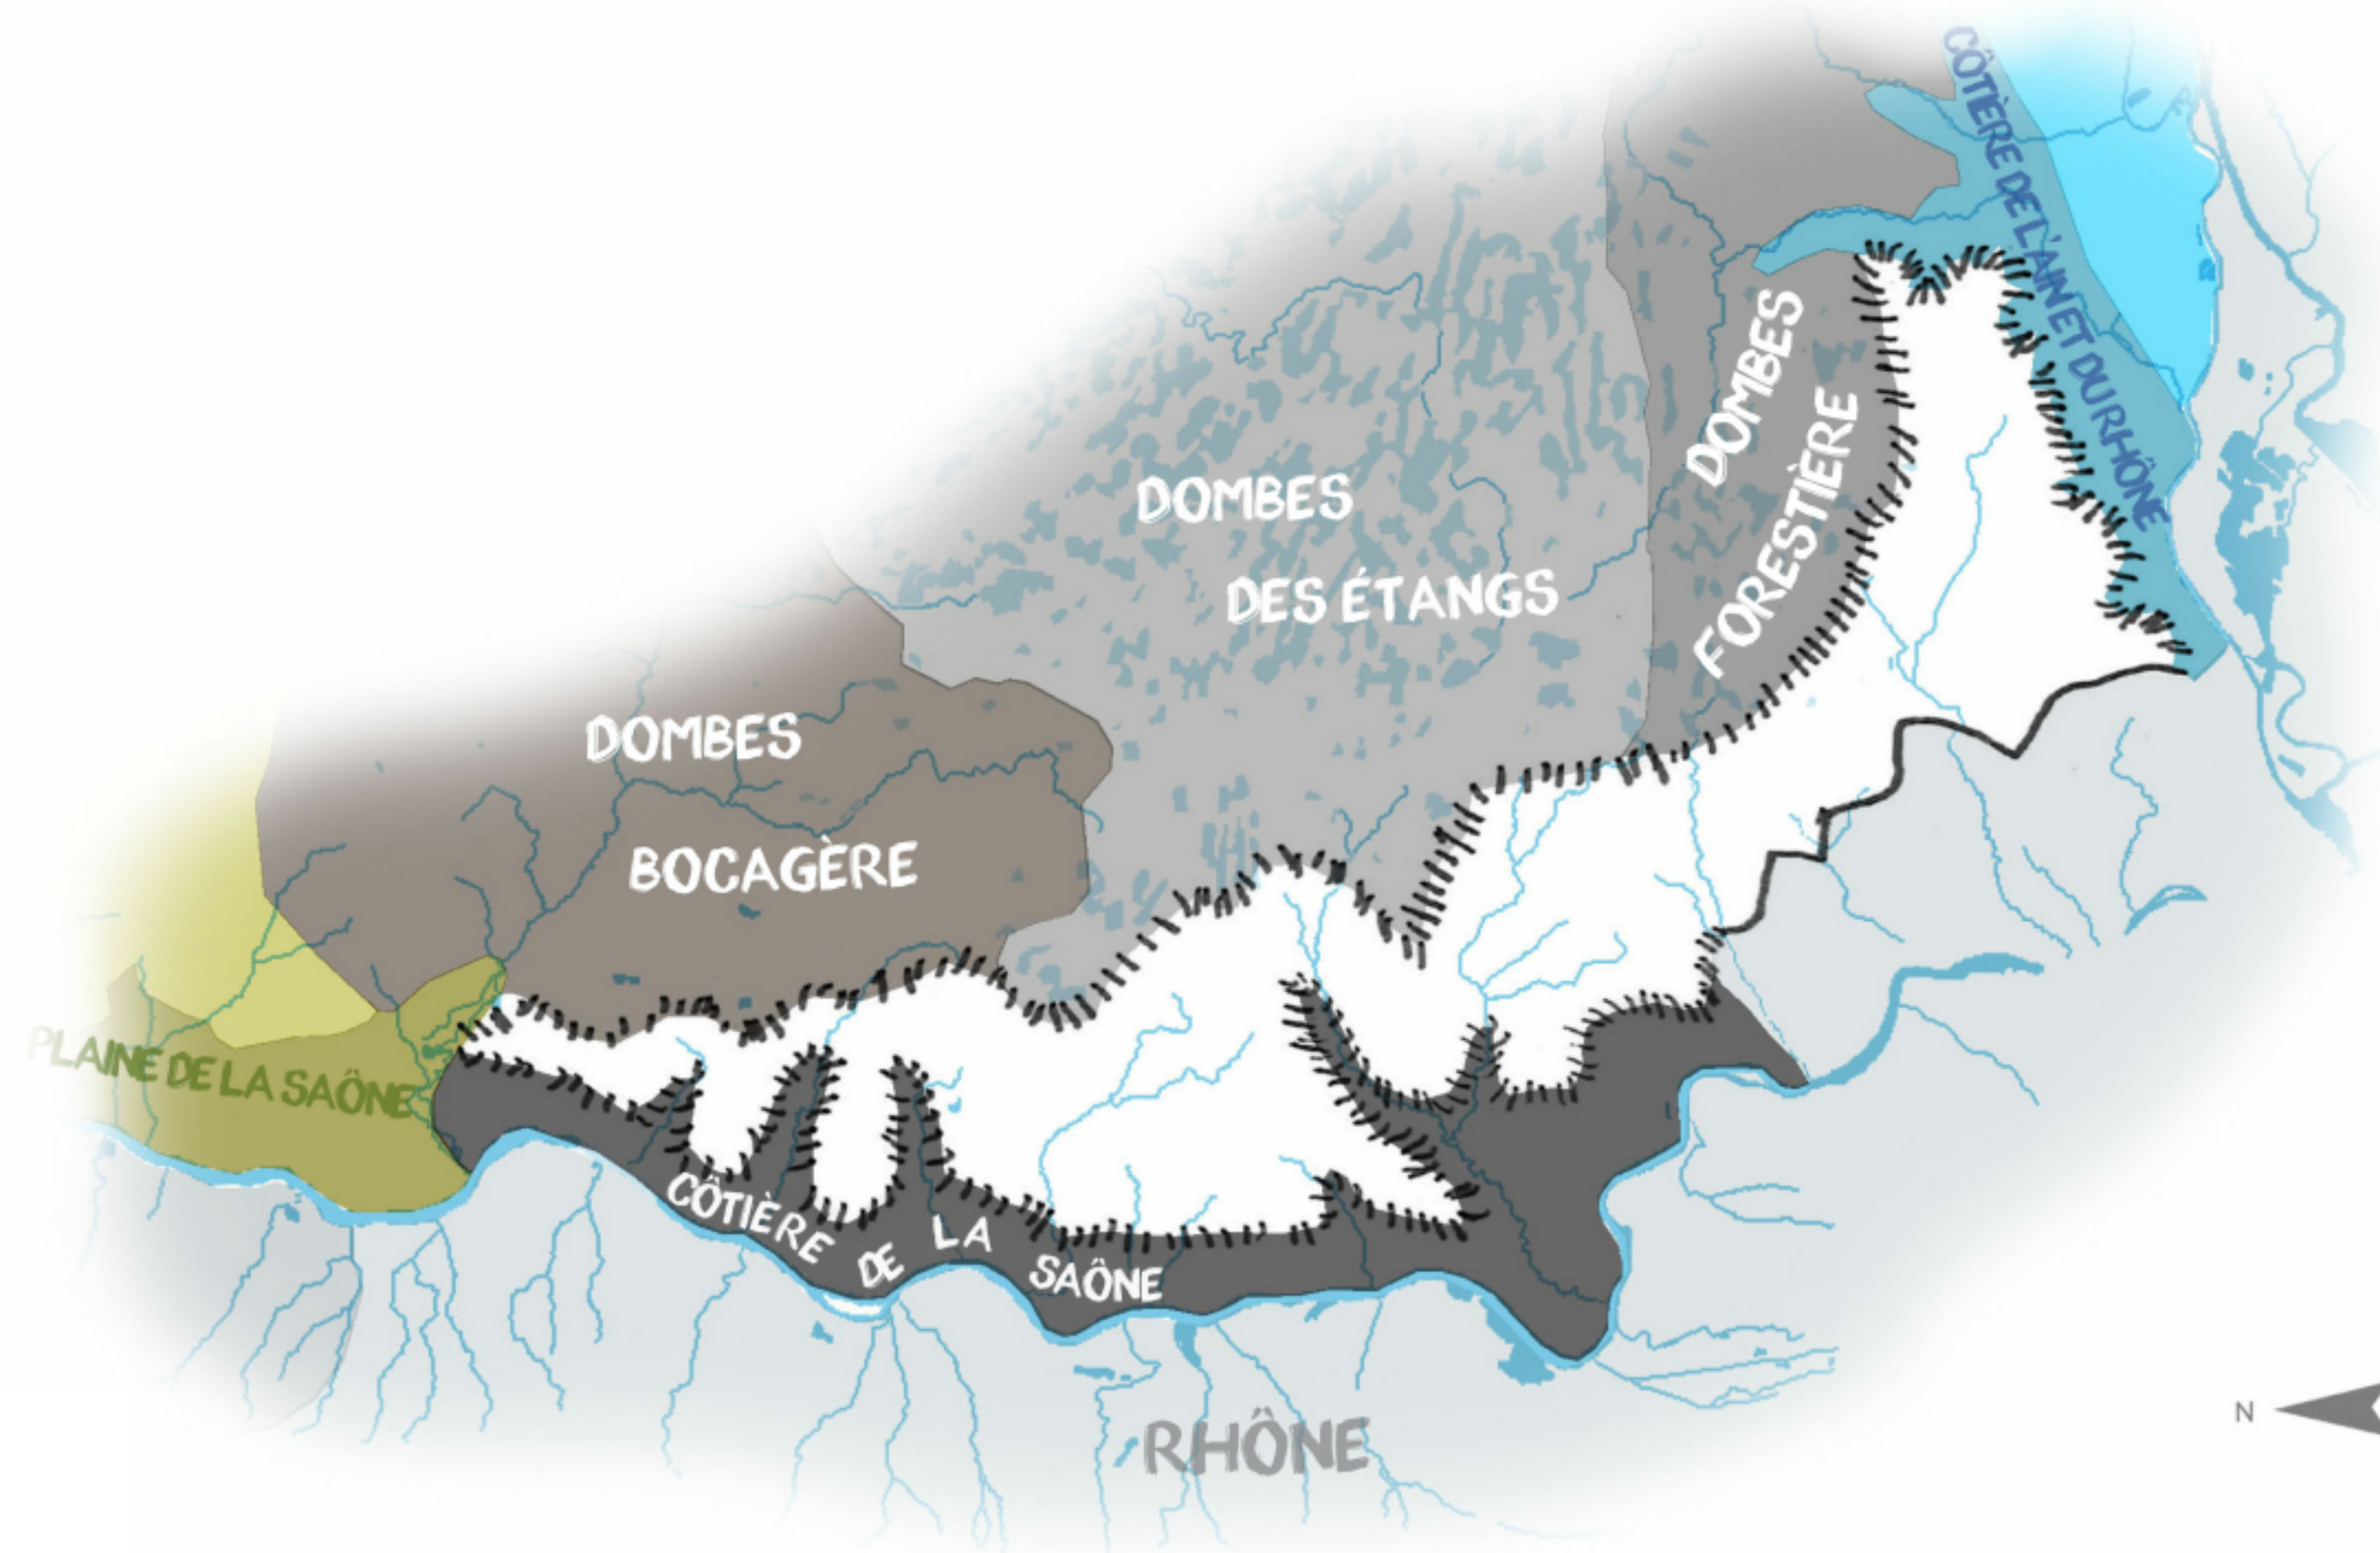 CÔTIÈRE DE L'AIN ET DU RHÔNE
DOMBES
FORESTIÈRE
DOMBES
DES ÉTANGS
DOMBES
BOCAGÈRE
PLAINE DE LA SAÔNE
CÔTIÈRE DE LA SAÔNE
RHÔNE
N